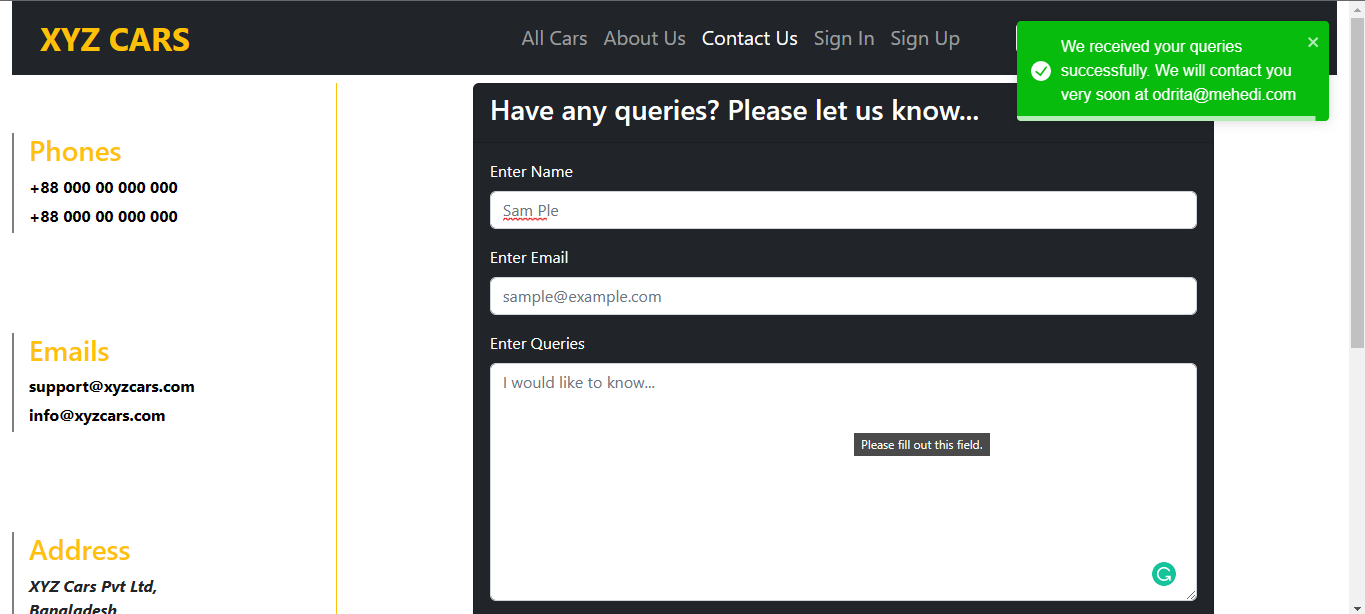 XYZ CARS
All Cars About Us Contact Us Sign In Sign Up
We received your queries
successfully. We will contact you
very soon at odrita@mehedi.com
Phones
+88 000 00 000 000
+88 000 00 000 000
Emails
support@xyzcars.com
info@xyzcars.com
Address
XYZ Cars Pvt Ltd,
Bangladesh
Have any queries? Please let us know...
Enter Name
Sam Ple
Enter Email
sample@example.com
Enter Queries
I would like to know...
Please fill out this field.